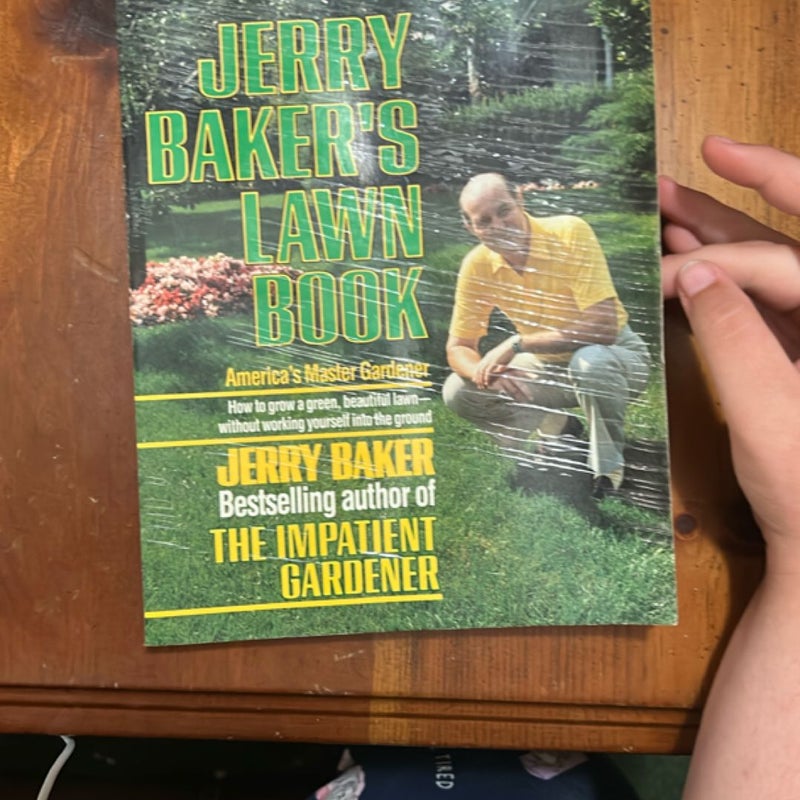 JERRY
BAKER'S
LAWN
BOOK
America's Master Gardener
How to grow a green, beautiful lawn—
without working yourself into the ground
JERRY BAKER
Bestselling author of
THE IMPATIENT
GARDENER
TIRED